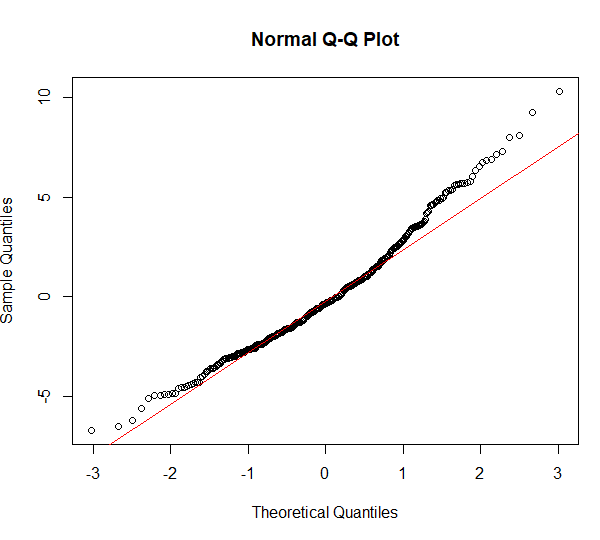 Normal Q-Q Plot
10
5
0
-5
Sample Quantiles
-3 -2 -1 0 1 2 3
Theoretical Quantiles